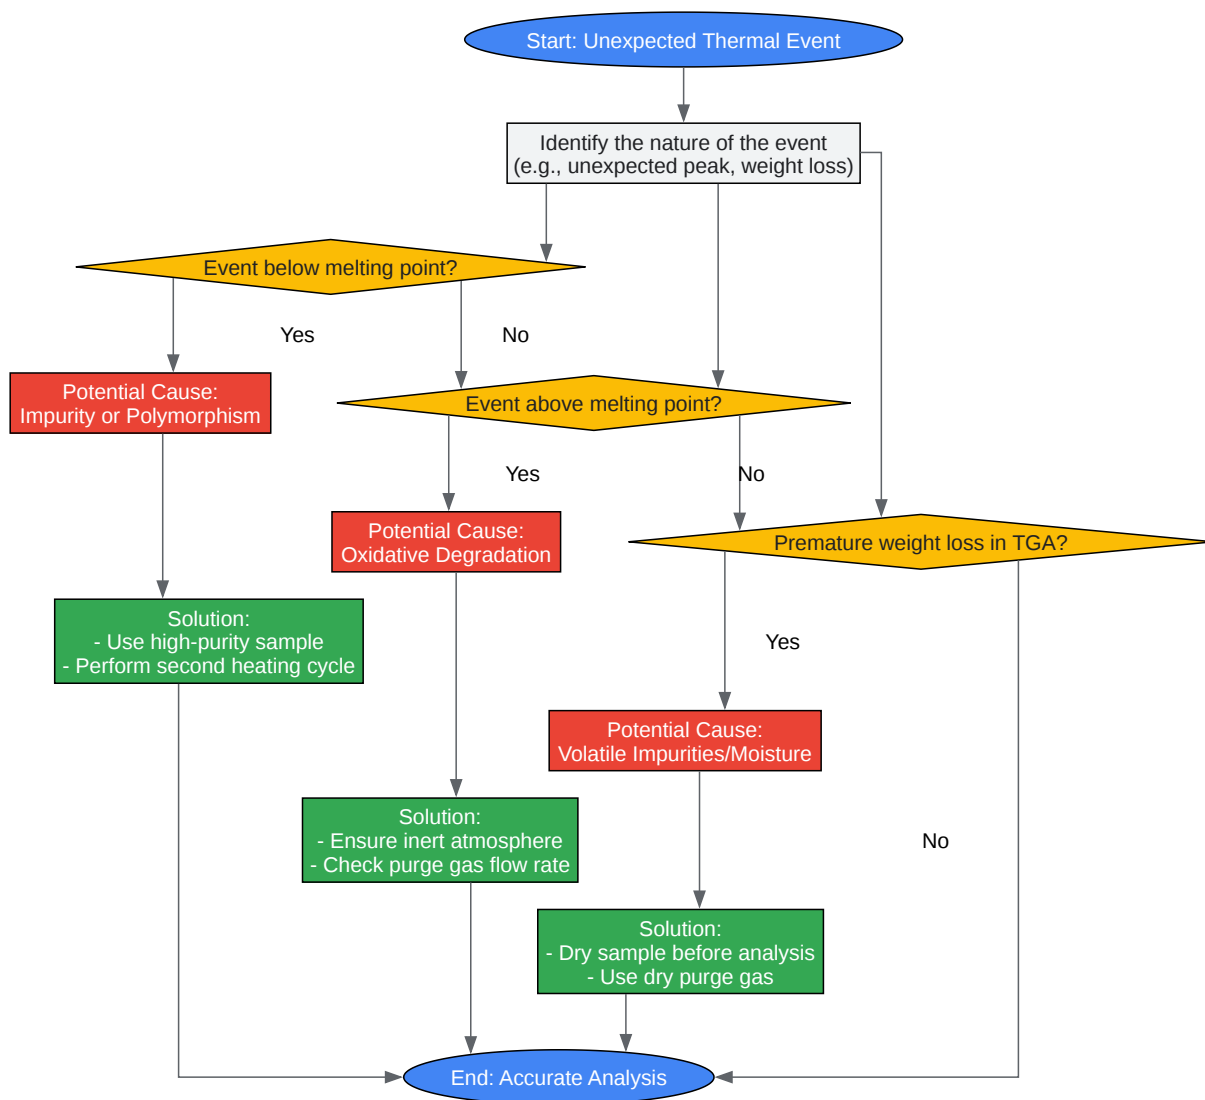 Start: Unexpected Thermal Event
Identify the nature of the event
(e.g., unexpected peak, weight loss)
Event below melting point?
Yes
No
Potential Cause:
Impurity or Polymorphism
Event above melting point?
Yes
No
Potential Cause:
Oxidative Degradation
Premature weight loss in TGA?
Solution:
- Use high-purity sample
- Perform second heating cycle
Yes
Potential Cause:
Volatile Impurities/Moisture
Solution:
- Ensure inert atmosphere
- Check purge gas flow rate
No
Solution:
- Dry sample before analysis
- Use dry purge gas
End: Accurate Analysis